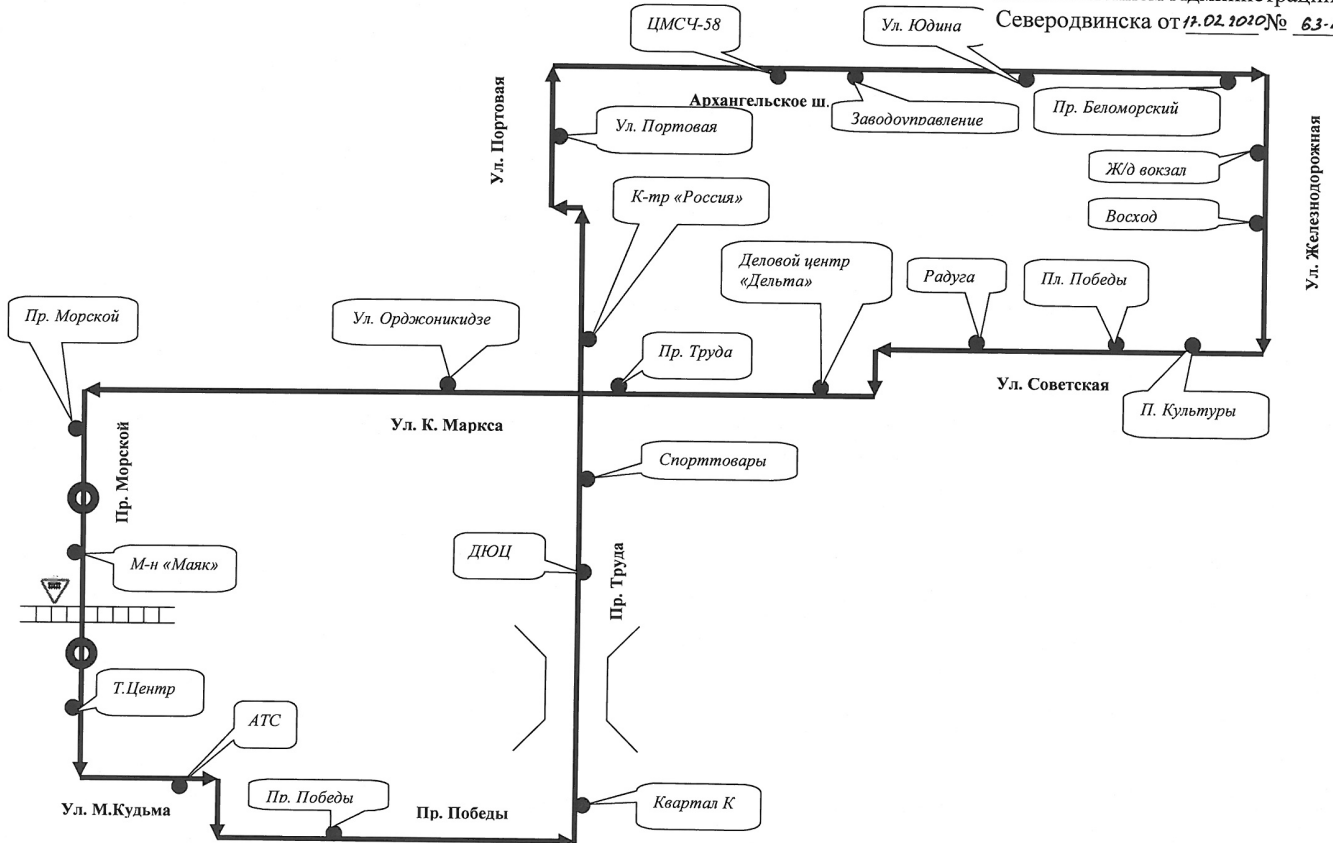 Северодвинска от 17.02.2020 №
ЦМСЧ-58
Ул. Юдина
Архангельское ш.
Заводоуправление
Пр. Беломорский
Ул. Портовая
Ул. Портовая
Ж/д вокзал
К-тр «Россия»
Восход
Ул. Железнодорожная
Деловой центр
«Дельта»
Радуга
Пл. Победы
Пр. Морской
Ул. Орджоникидзе
Пр. Труда
Ул. Советская
П. Культуры
Ул. К. Маркса
Пр. Морской
Спорттовары
М-н «Маяк»
ДЮЦ
Пр. Труда
Т.Центр
АТС
Ул. М.Кудьма
Пр. Победы
Пр. Победы
Квартал К